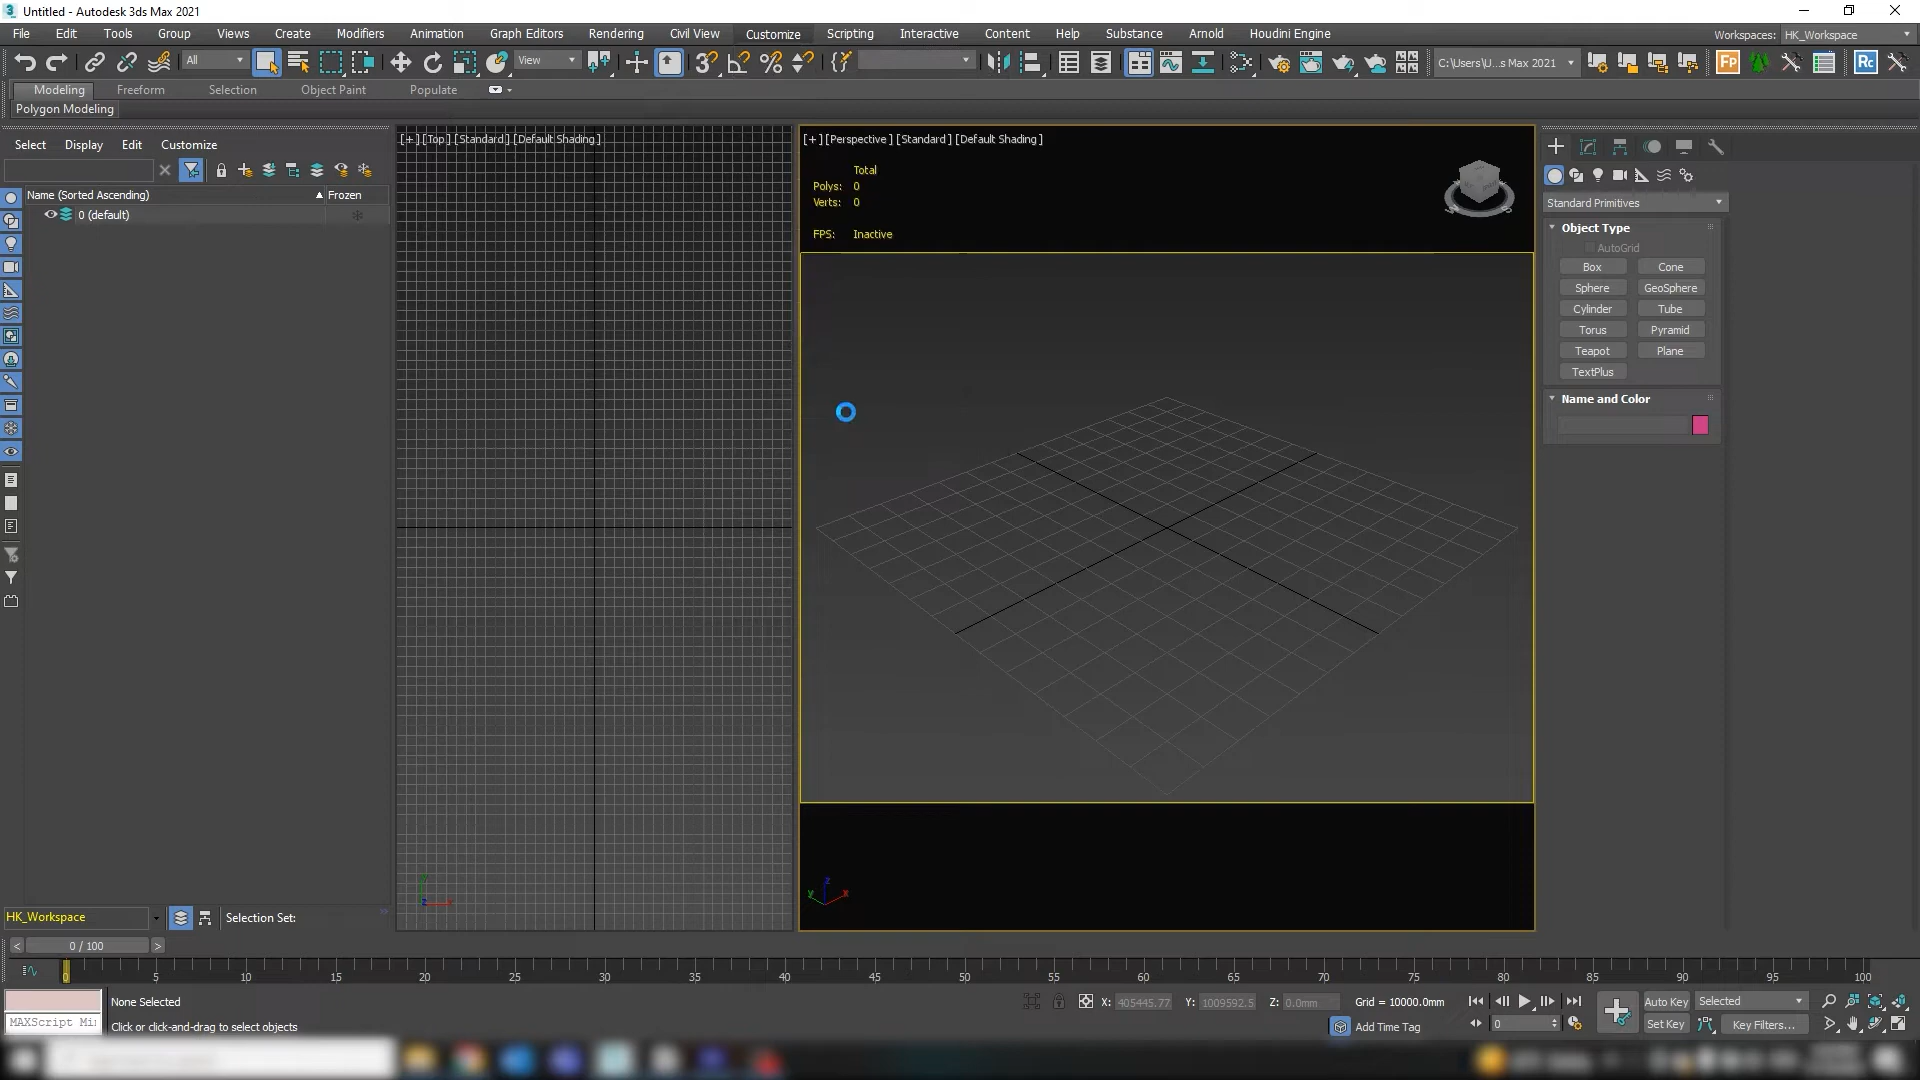 Untitled - Autodesk 3ds Max 2021
File Edit Tools Group Views Create Modifiers Animation Graph Editors Rendering Civil View Customize Scripting Interactive Content Help Substance Arnold Houdini Engine Workspaces: HK_Workspace
All View C:\Users\U...s Max 2021 Fp Rc
Modeling Freeform Selection Object Paint Populate
Polygon Modeling
Select Display Edit Customize
Name (Sorted Ascending) Frozen
0 (default)
[+] [Top] [Standard] [Default Shading]
[+] [Perspective] [Standard] [Default Shading]
Total
Polys: 0
Verts: 0
FPS: Inactive
Standard Primitives
Object Type
AutoGrid
Box Cone
Sphere GeoSphere
Cylinder Tube
Torus Pyramid
Teapot Plane
TextPlus
Name and Color
y z x
z x y
HK_Workspace Selection Set:
< 0 / 100 >
0 5 10 15 20 25 30 35 40 45 50 55 60 65 70 75 80 85 90 95 100
None Selected X: 405445.77 Y: 1009592.5 Z: 0.0mm Grid = 10000.0mm Auto Key Selected
MAXScript Mi Click or click-and-drag to select objects Add Time Tag 0 Set Key Key Filters...